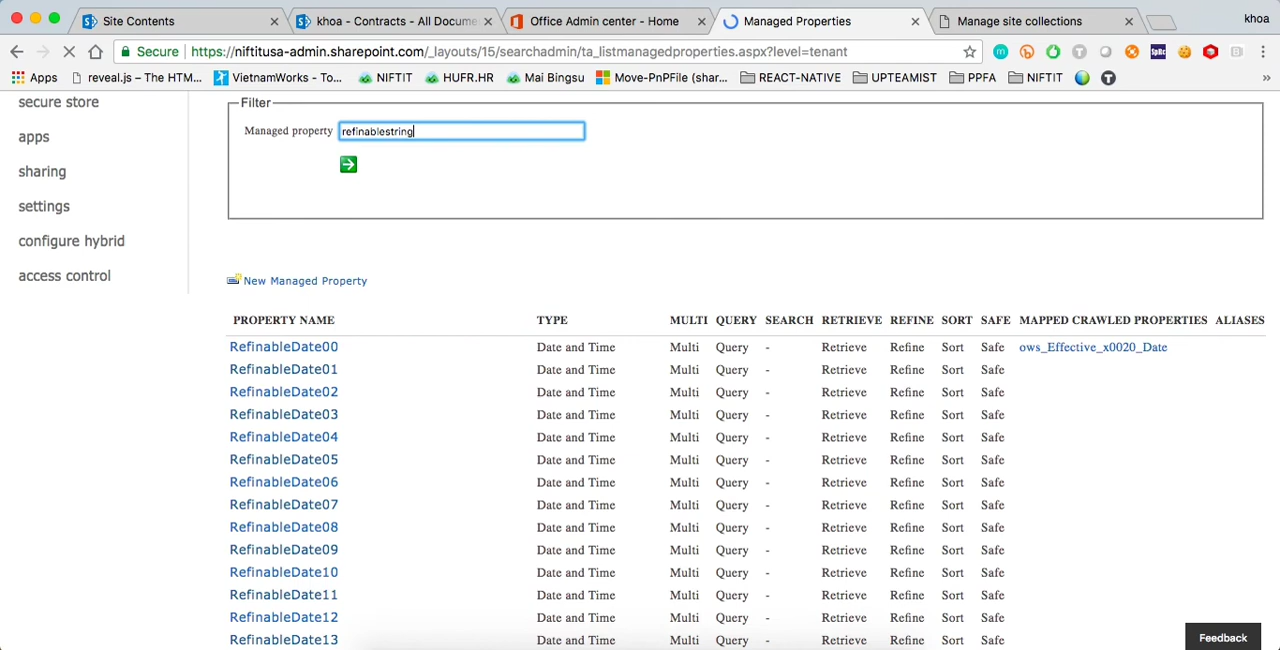 Site Contents
khoa - Contracts - All Docume
Office Admin center - Home
Managed Properties
Manage site collections
khoa
Secure
https://niftitusa-admin.sharepoint.com/_layouts/15/searchadmin/ta_listmanagedproperties.aspx?level=tenant
Apps
reveal.js – The HTM...
VietnamWorks - To...
NIFTIT
HUFR.HR
Mai Bingsu
Move-PnPFile (shar...
REACT-NATIVE
UPTEAMIST
PPFA
NIFTIT
»
secure store
apps
sharing
settings
configure hybrid
access control
Filter
Managed property refinablestring
New Managed Property
PROPERTY NAME TYPE MULTI QUERY SEARCH RETRIEVE REFINE SORT SAFE MAPPED CRAWLED PROPERTIES ALIASES
RefinableDate00 Date and Time Multi Query - Retrieve Refine Sort Safe ows_Effective_x0020_Date
RefinableDate01 Date and Time Multi Query - Retrieve Refine Sort Safe
RefinableDate02 Date and Time Multi Query - Retrieve Refine Sort Safe
RefinableDate03 Date and Time Multi Query - Retrieve Refine Sort Safe
RefinableDate04 Date and Time Multi Query - Retrieve Refine Sort Safe
RefinableDate05 Date and Time Multi Query - Retrieve Refine Sort Safe
RefinableDate06 Date and Time Multi Query - Retrieve Refine Sort Safe
RefinableDate07 Date and Time Multi Query - Retrieve Refine Sort Safe
RefinableDate08 Date and Time Multi Query - Retrieve Refine Sort Safe
RefinableDate09 Date and Time Multi Query - Retrieve Refine Sort Safe
RefinableDate10 Date and Time Multi Query - Retrieve Refine Sort Safe
RefinableDate11 Date and Time Multi Query - Retrieve Refine Sort Safe
RefinableDate12 Date and Time Multi Query - Retrieve Refine Sort Safe
RefinableDate13 Date and Time Multi Query - Retrieve Refine Sort Safe
Feedback